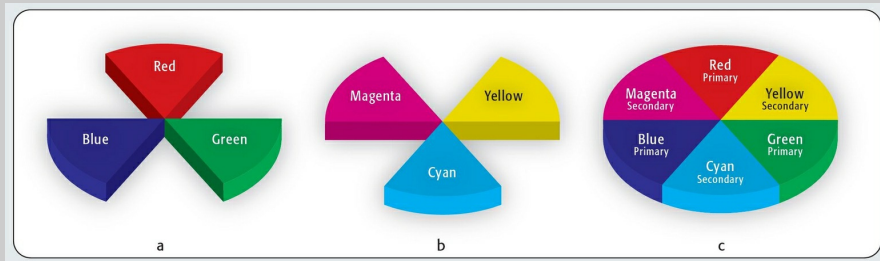 Red
Blue
Green
a
Magenta
Yellow
Cyan
b
Red
Primary
Magenta
Secondary
Yellow
Secondary
Blue
Primary
Green
Primary
Cyan
Secondary
c